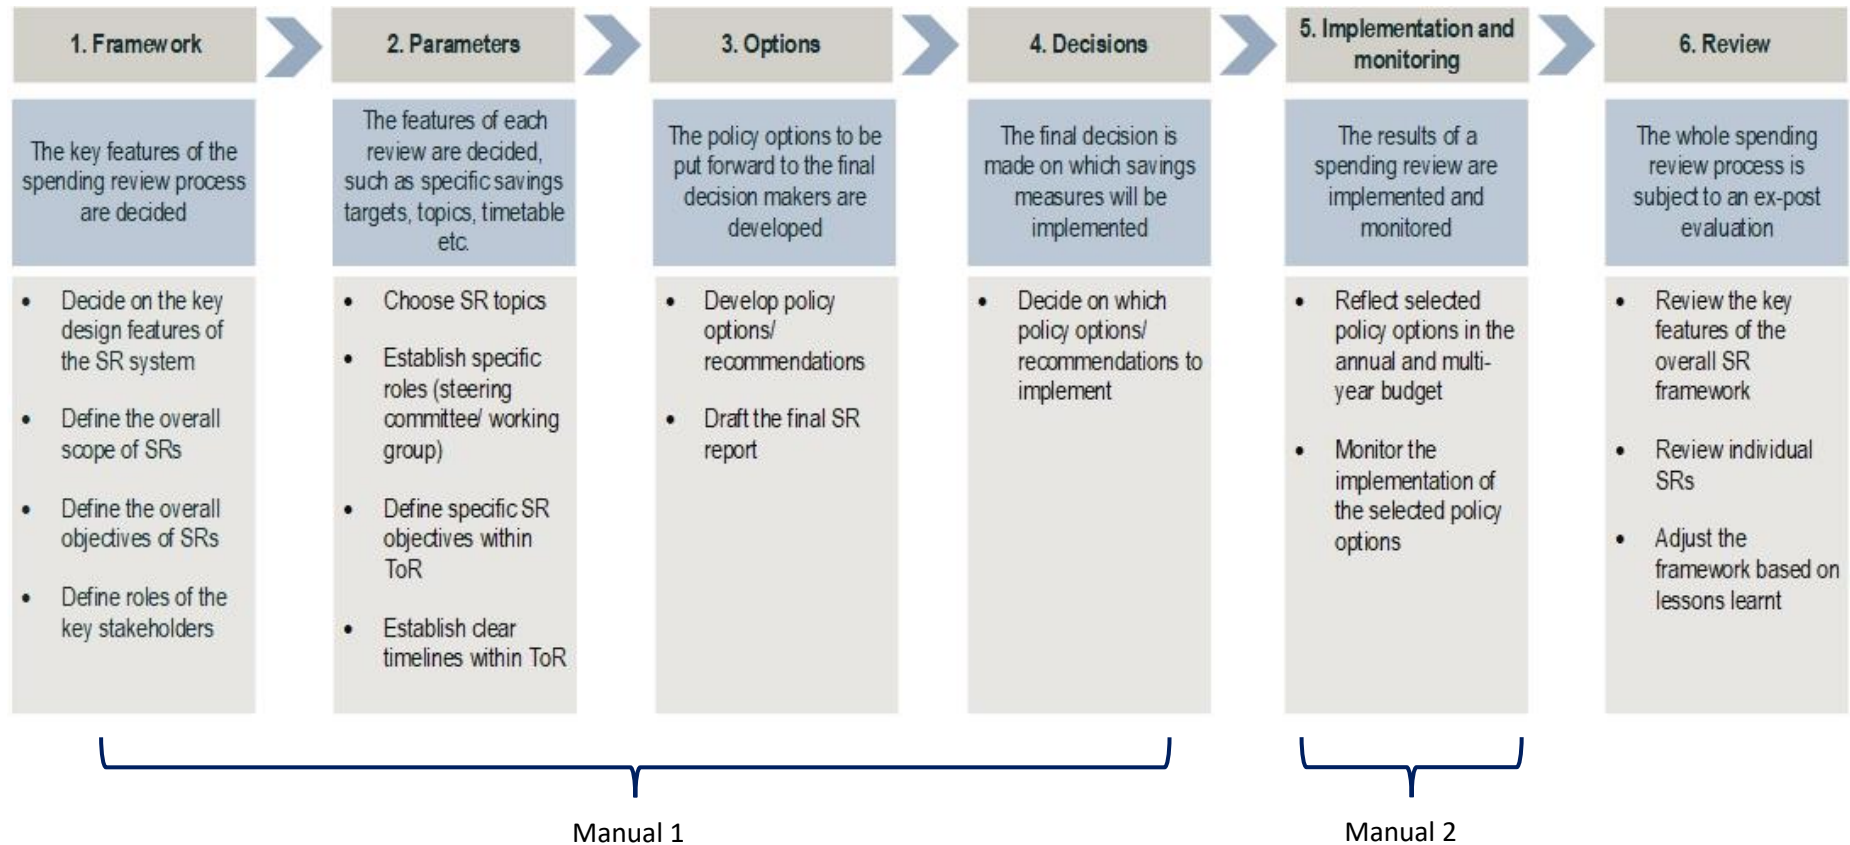 1. Framework
2. Parameters
3. Options
4. Decisions
5. Implementation and
monitoring
6. Review
The key features of the
spending review process
are decided
The features of each
review are decided,
such as specific savings
targets, topics, timetable
etc.
The policy options to be
put forward to the final
decision makers are
developed
The final decision is
made on which savings
measures will be
implemented
The results of a
spending review are
implemented and
monitored
The whole spending
review process is
subject to an ex-post
evaluation
• Decide on the key
design features of
the SR system
• Define the overall
scope of SRs
• Define the overall
objectives of SRs
• Define roles of the
key stakeholders
• Choose SR topics
• Establish specific
roles (steering
committee/ working
group)
• Define specific SR
objectives within
ToR
• Establish clear
timelines within ToR
• Develop policy
options/
recommendations
• Draft the final SR
report
• Decide on which
policy options/
recommendations to
implement
• Reflect selected
policy options in the
annual and multi-
year budget
• Monitor the
implementation of
the selected policy
options
• Review the key
features of the
overall SR
framework
• Review individual
SRs
• Adjust the
framework based on
lessons learnt
Manual 1
Manual 2